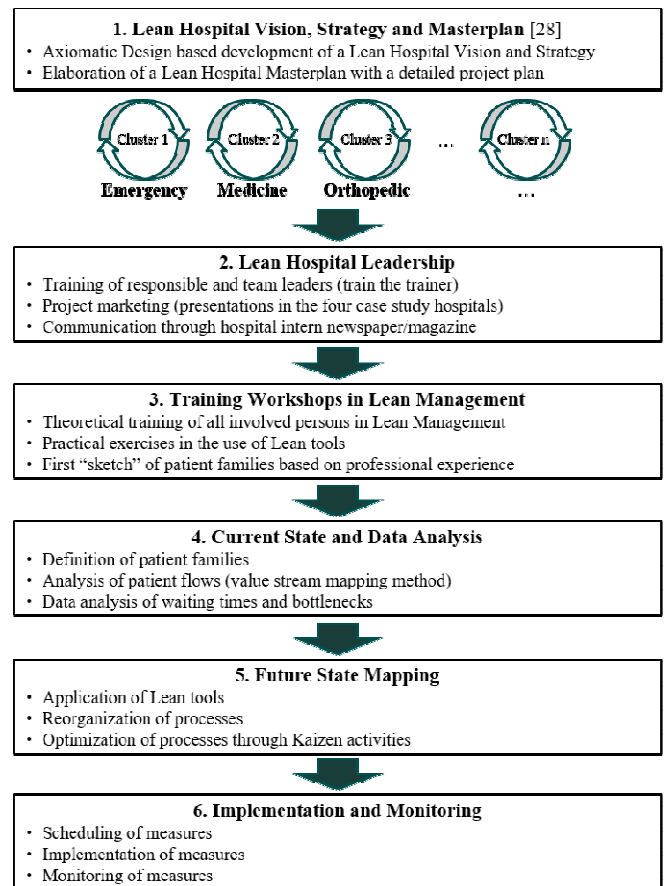 1. Lean Hospital Vision, Strategy and Masterplan [28]
• Axiomatic Design based development of a Lean Hospital Vision and Strategy
• Elaboration of a Lean Hospital Masterplan with a detailed project plan
Cluster 1 Cluster 2 Cluster 3 ... Cluster n
Emergency Medicine Orthopedic ...
2. Lean Hospital Leadership
• Training of responsible and team leaders (train the trainer)
• Project marketing (presentations in the four case study hospitals)
• Communication through hospital intern newspaper/magazine
3. Training Workshops in Lean Management
• Theoretical training of all involved persons in Lean Management
• Practical exercises in the use of Lean tools
• First “sketch” of patient families based on professional experience
4. Current State and Data Analysis
• Definition of patient families
• Analysis of patient flows (value stream mapping method)
• Data analysis of waiting times and bottlenecks
5. Future State Mapping
• Application of Lean tools
• Reorganization of processes
• Optimization of processes through Kaizen activities
6. Implementation and Monitoring
• Scheduling of measures
• Implementation of measures
• Monitoring of measures